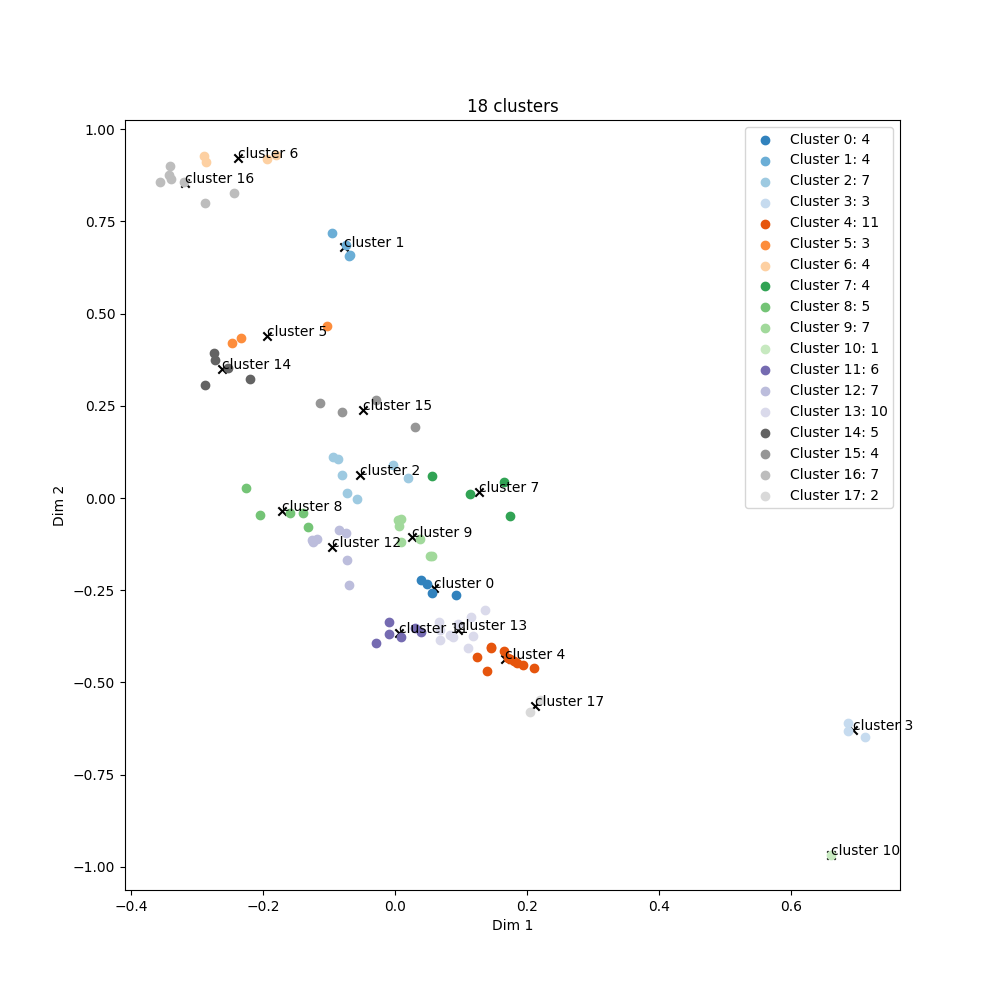 18 clusters
1.00
0.75
0.50
0.25
0.00
−0.25
−0.50
−0.75
−1.00
Dim 2
cluster 6
cluster 16
cluster 1
cluster 5
cluster 14
cluster 15
cluster 2
cluster 7
cluster 8
cluster 9
cluster 12
cluster 0
cluster 11
cluster 13
cluster 4
cluster 17
cluster 3
cluster 10
Cluster 0: 4
Cluster 1: 4
Cluster 2: 7
Cluster 3: 3
Cluster 4: 11
Cluster 5: 3
Cluster 6: 4
Cluster 7: 4
Cluster 8: 5
Cluster 9: 7
Cluster 10: 1
Cluster 11: 6
Cluster 12: 7
Cluster 13: 10
Cluster 14: 5
Cluster 15: 4
Cluster 16: 7
Cluster 17: 2
−0.4 −0.2 0.0 0.2 0.4 0.6
Dim 1